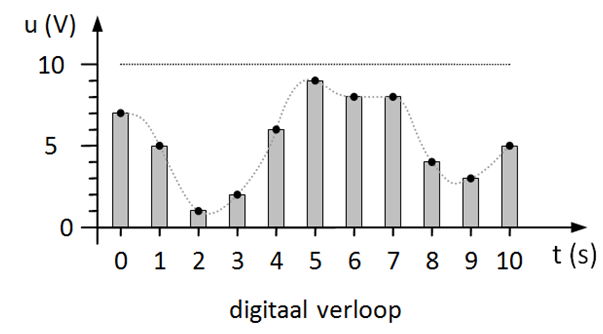 u (V)
10
5
0
0 1 2 3 4 5 6 7 8 9 10 t (s)
digitaal verloop